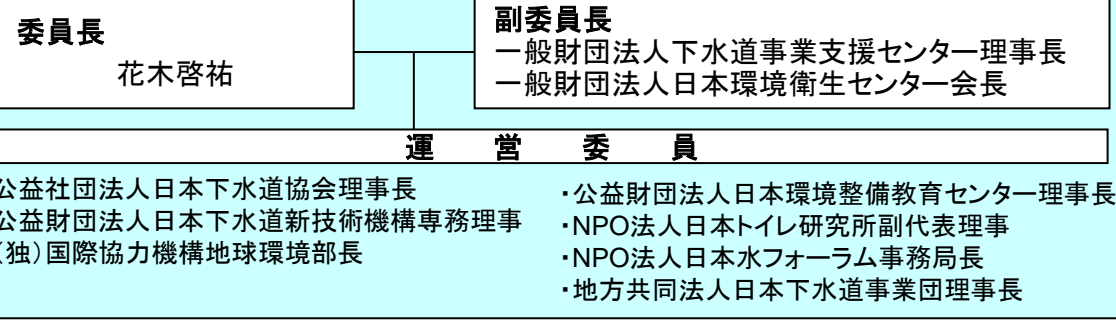 委員長
花木啓祐
副委員長
一般財団法人下水道事業支援センター理事長
一般財団法人日本環境衛生センター会長
運 営 委 員
公益社団法人日本下水道協会理事長
公益財団法人日本下水道新技術機構専務理事
(独)国際協力機構地球環境部長
・公益財団法人日本環境整備教育センター理事長
・NPO法人日本トイレ研究所副代表理事
・NPO法人日本水フォーラム事務局長
・地方共同法人日本下水道事業団理事長